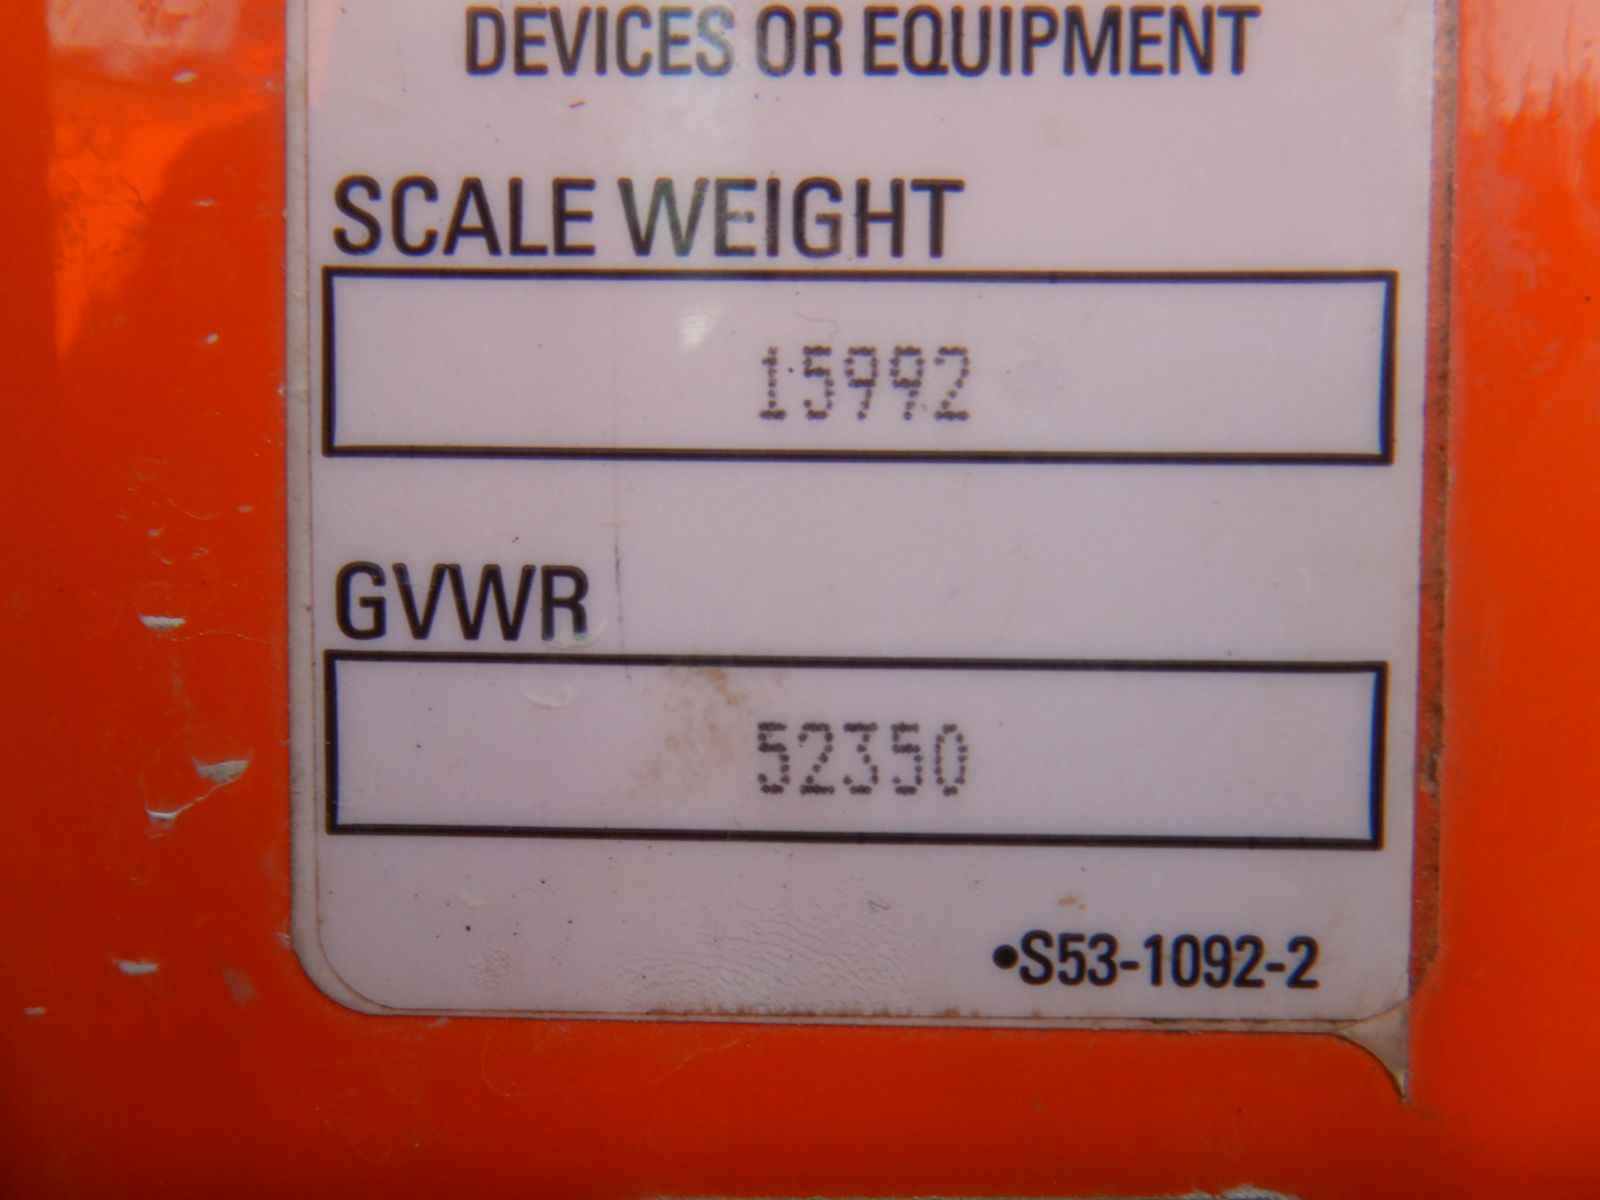 DEVICES OR EQUIPMENT
SCALE WEIGHT
15992
GVWR
52350
•S53-1092-2